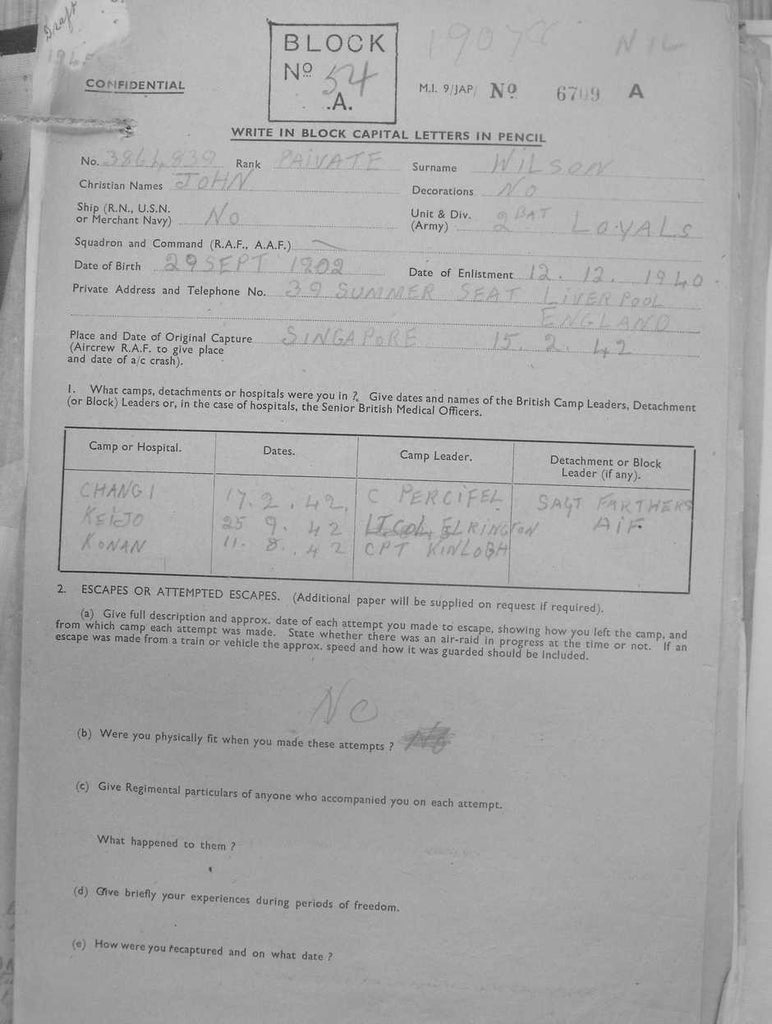 Draft
BLOCK
Nº 54
.A.
NIL
CONFIDENTIAL
M.I. 9/JAP/ Nº 6709 A
WRITE IN BLOCK CAPITAL LETTERS IN PENCIL
No. 3864839 Rank PRIVATE Surname WILSON
Christian Names JOHN Decorations NO
Ship (R.N., U.S.N.
or Merchant Navy) No
Unit & Div.
(Army) 2 BAT LOYALS
Squadron and Command (R.A.F., A.A.F.)
Date of Birth 29 SEPT 1902 Date of Enlistment 12. 12. 1940
Private Address and Telephone No. 39 SUMMER SEAT LIVERPOOL
ENGLAND
Place and Date of Original Capture SINGAPORE 15. 2. 42
(Aircrew R.A.F. to give place
and date of a/c crash).
1. What camps, detachments or hospitals were you in ? Give dates and names of the British Camp Leaders, Detachment
(or Block) Leaders or, in the case of hospitals, the Senior British Medical Officers.
Camp or Hospital. Dates. Camp Leader. Detachment or Block
Leader (if any).
CHANGI 17. 2. 42. C PERCIFEL SAGT FARTHERS
KEIJO 25 9. 42 LT COL ELRINGTON AIF
KONAN 11. 8. 42 CPT KINLOGH
2. ESCAPES OR ATTEMPTED ESCAPES. (Additional paper will be supplied on request if required).
(a) Give full description and approx. date of each attempt you made to escape, showing how you left the camp, and
from which camp each attempt was made. State whether there was an air-raid in progress at the time or not. If an
escape was made from a train or vehicle the approx. speed and how it was guarded should be included.
No
(b) Were you physically fit when you made these attempts ? No
(c) Give Regimental particulars of anyone who accompanied you on each attempt.
What happened to them ?
(d) Give briefly your experiences during periods of freedom.
(e) How were you recaptured and on what date ?